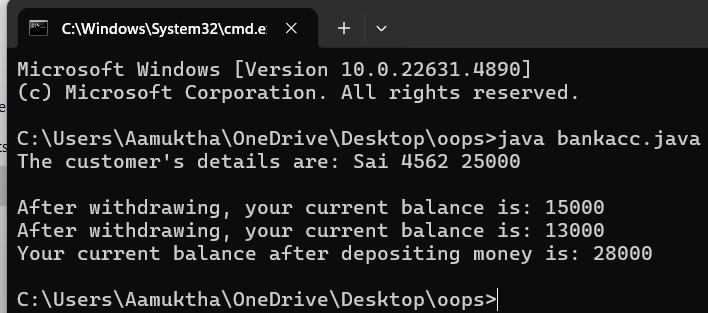 C:\Windows\System32\cmd.e
Microsoft Windows [Version 10.0.22631.4890]
(c) Microsoft Corporation. All rights reserved.
C:\Users\Aamuktha\OneDrive\Desktop\oops>java bankacc.java
The customer's details are: Sai 4562 25000
After withdrawing, your current balance is: 15000
After withdrawing, your current balance is: 13000
Your current balance after depositing money is: 28000
C:\Users\Aamuktha\OneDrive\Desktop\oops>